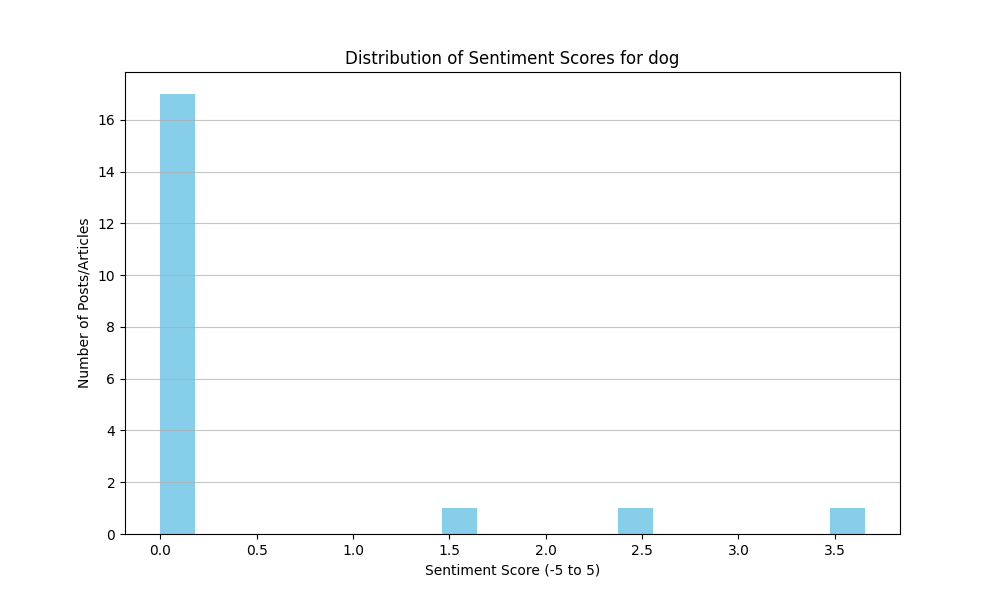 Distribution of Sentiment Scores for dog
Number of Posts/Articles
16
14
12
10
8
6
4
2
0
0.0 0.5 1.0 1.5 2.0 2.5 3.0 3.5
Sentiment Score (-5 to 5)